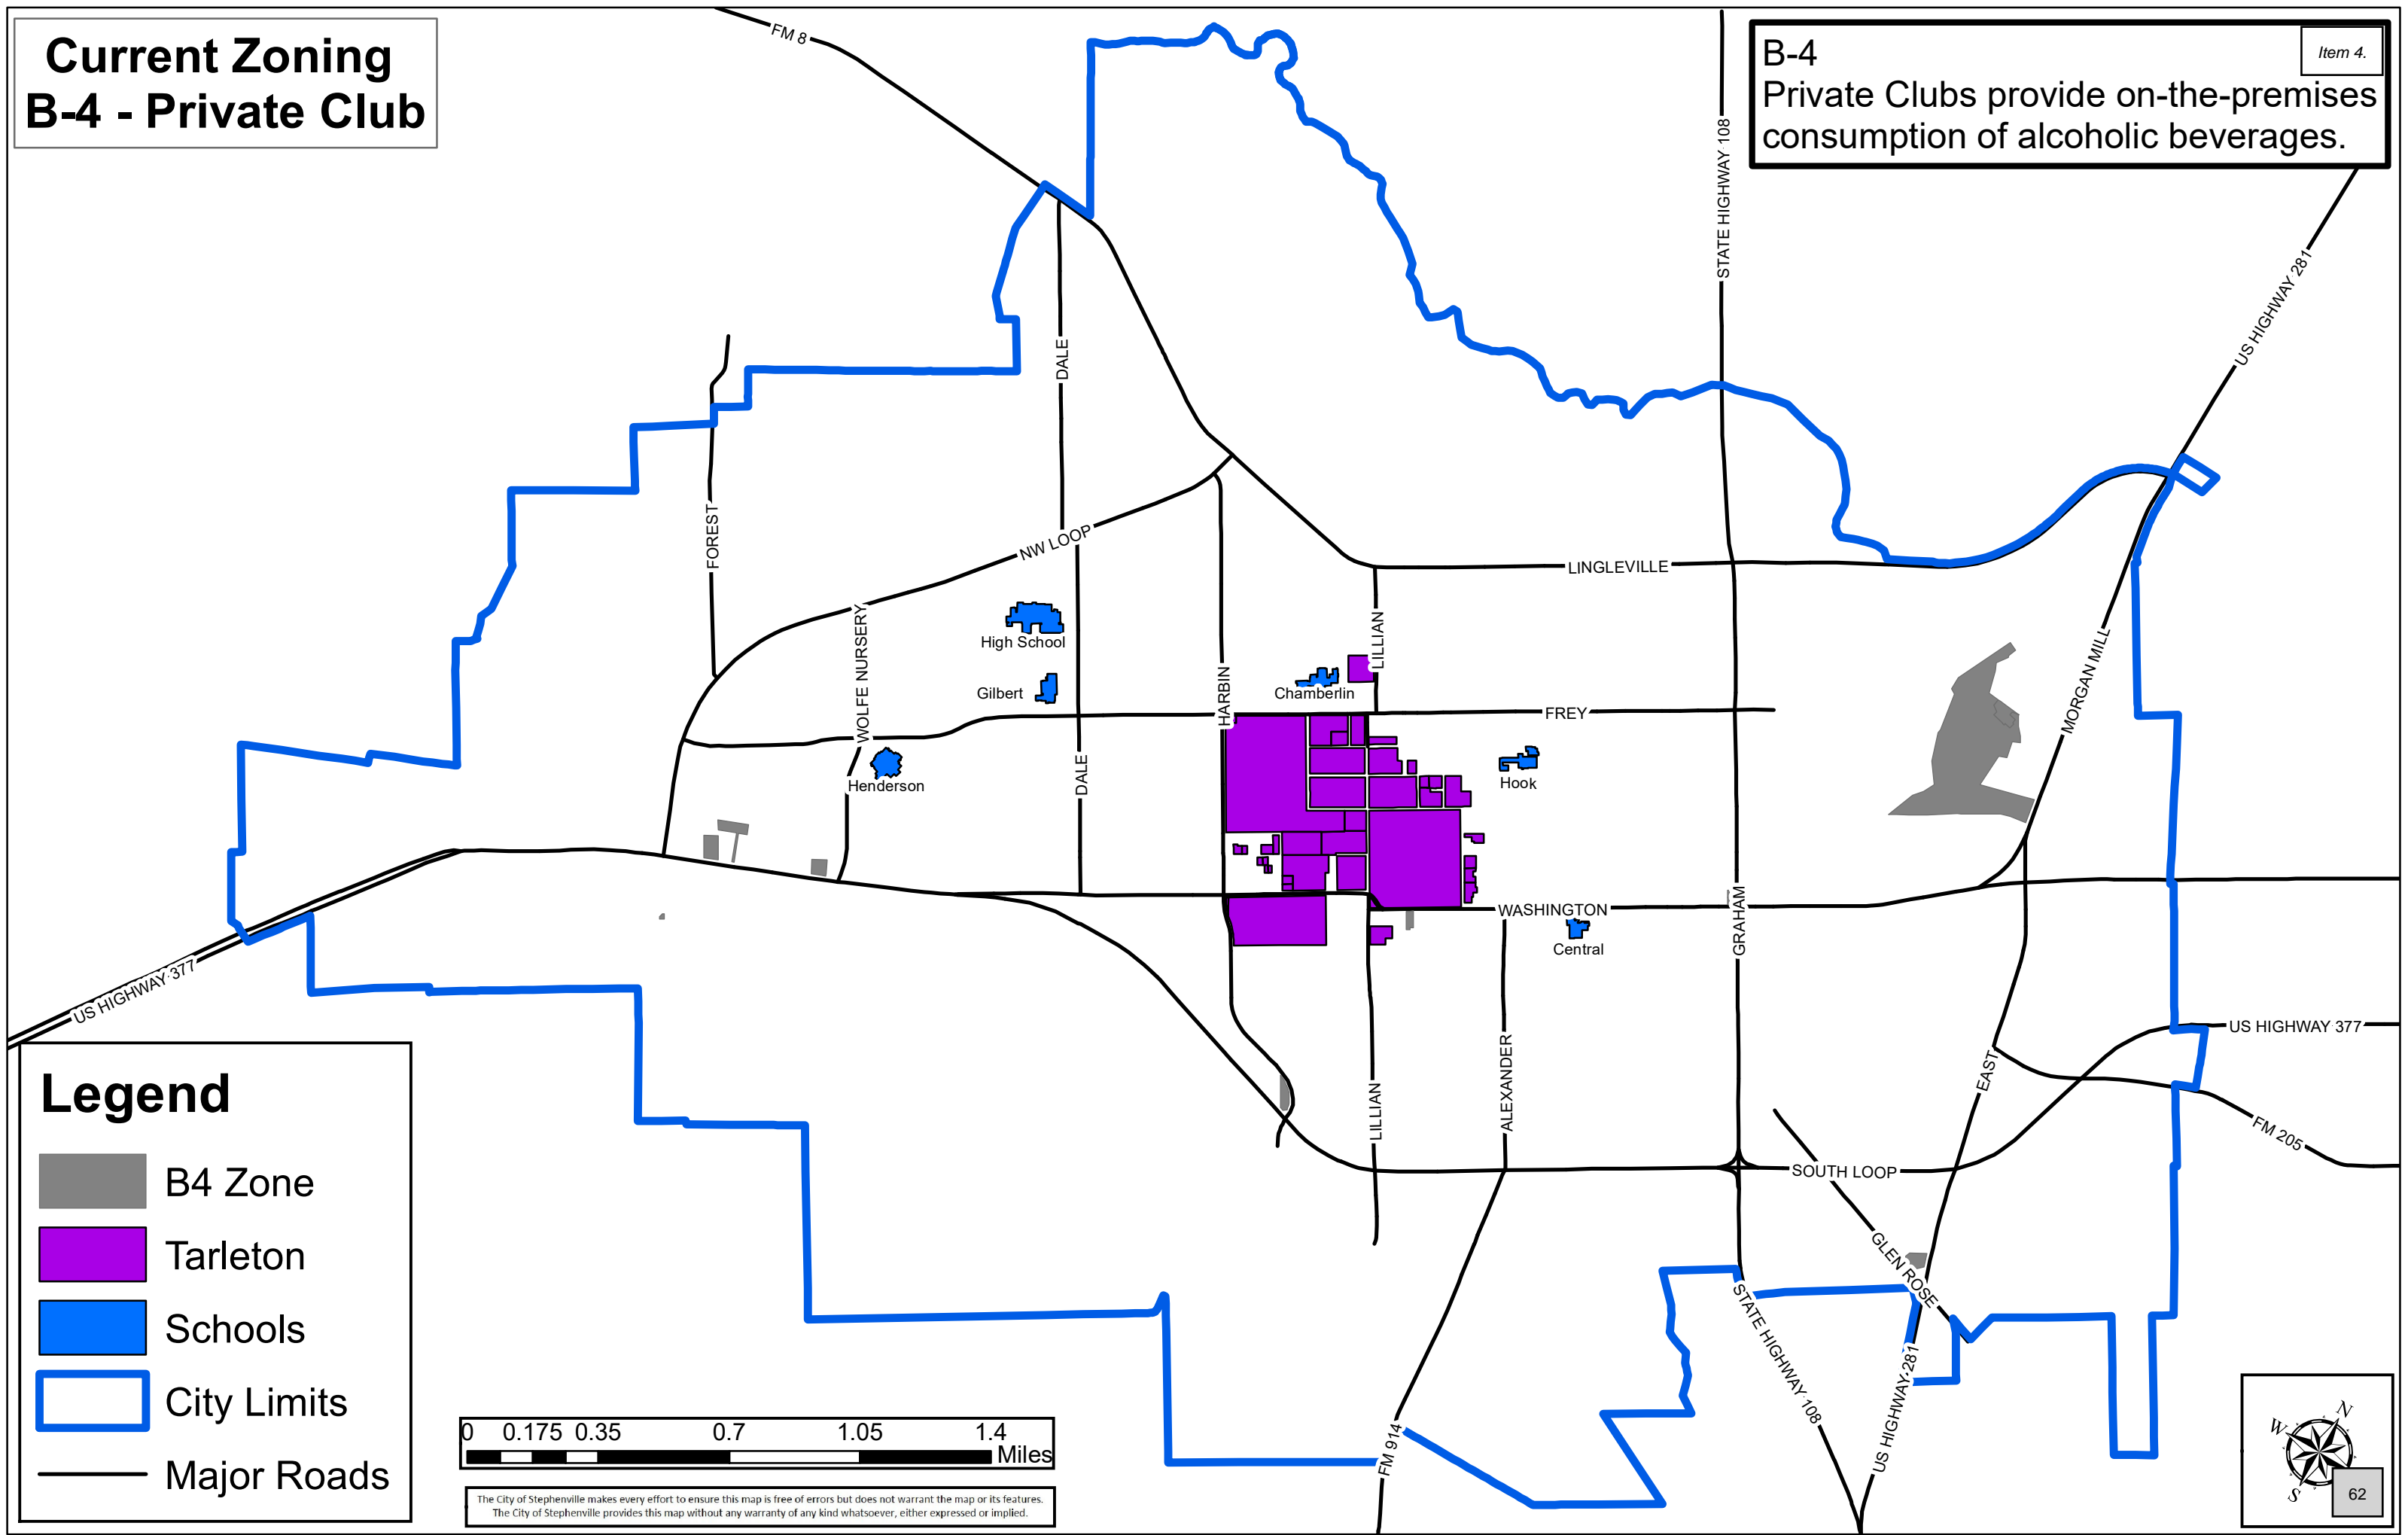 Current Zoning
B-4 - Private Club
B-4
Item 4.
Private Clubs provide on-the-premises
consumption of alcoholic beverages.
FM 8
STATE HIGHWAY 108
US HIGHWAY 281
DALE
FOREST
NW LOOP
LINGLEVILLE
WOLFE NURSERY
High School
LILLIAN
MORGAN MILL
Gilbert
HARBIN
Chamberlin
FREY
Henderson
DALE
Hook
WASHINGTON
GRAHAM
Central
US HIGHWAY 377
US HIGHWAY 377
ALEXANDER
LILLIAN
EAST
FM 205
SOUTH LOOP
GLEN ROSE
STATE HIGHWAY 108
US HIGHWAY 281
FM 914
Legend
B4 Zone
Tarleton
Schools
City Limits
Major Roads
0 0.175 0.35 0.7 1.05 1.4
Miles
The City of Stephenville makes every effort to ensure this map is free of errors but does not warrant the map or its features.
The City of Stephenville provides this map without any warranty of any kind whatsoever, either expressed or implied.
N
W
S
62